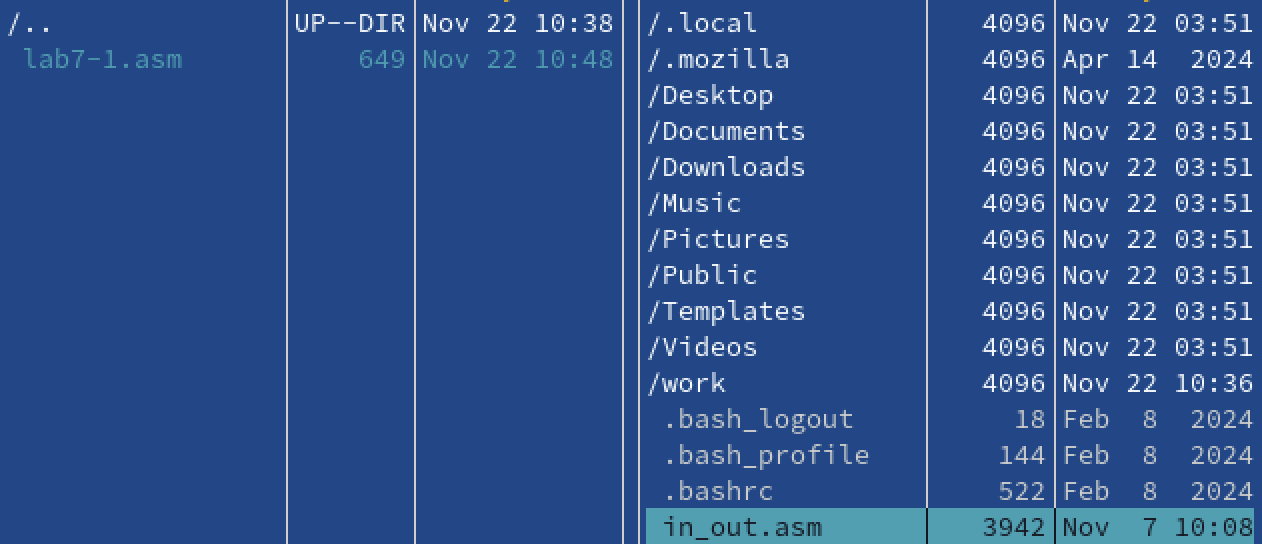 /.. UP--DIR Nov 22 10:38
lab7-1.asm 649 Nov 22 10:48
/.local 4096 Nov 22 03:51
/.mozilla 4096 Apr 14 2024
/Desktop 4096 Nov 22 03:51
/Documents 4096 Nov 22 03:51
/Downloads 4096 Nov 22 03:51
/Music 4096 Nov 22 03:51
/Pictures 4096 Nov 22 03:51
/Public 4096 Nov 22 03:51
/Templates 4096 Nov 22 03:51
/Videos 4096 Nov 22 03:51
/work 4096 Nov 22 10:36
.bash_logout 18 Feb 8 2024
.bash_profile 144 Feb 8 2024
.bashrc 522 Feb 8 2024
in_out.asm 3942 Nov 7 10:08